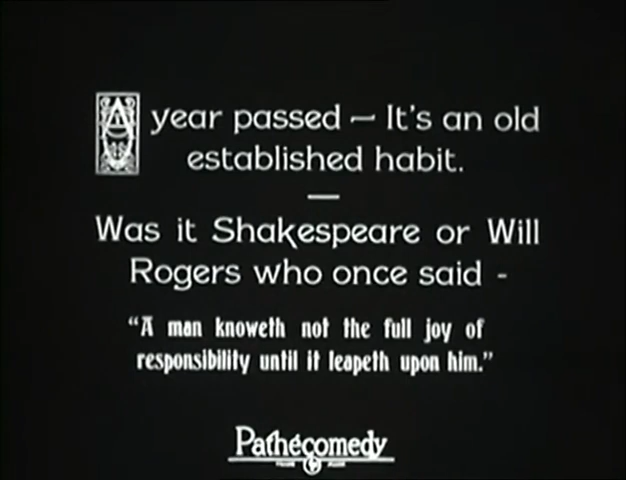 A year passed — It's an old
established habit.
—
Was it Shakespeare or Will
Rogers who once said -
"A man knoweth not the full joy of
responsibility until it leapeth upon him."
Pathécomedy